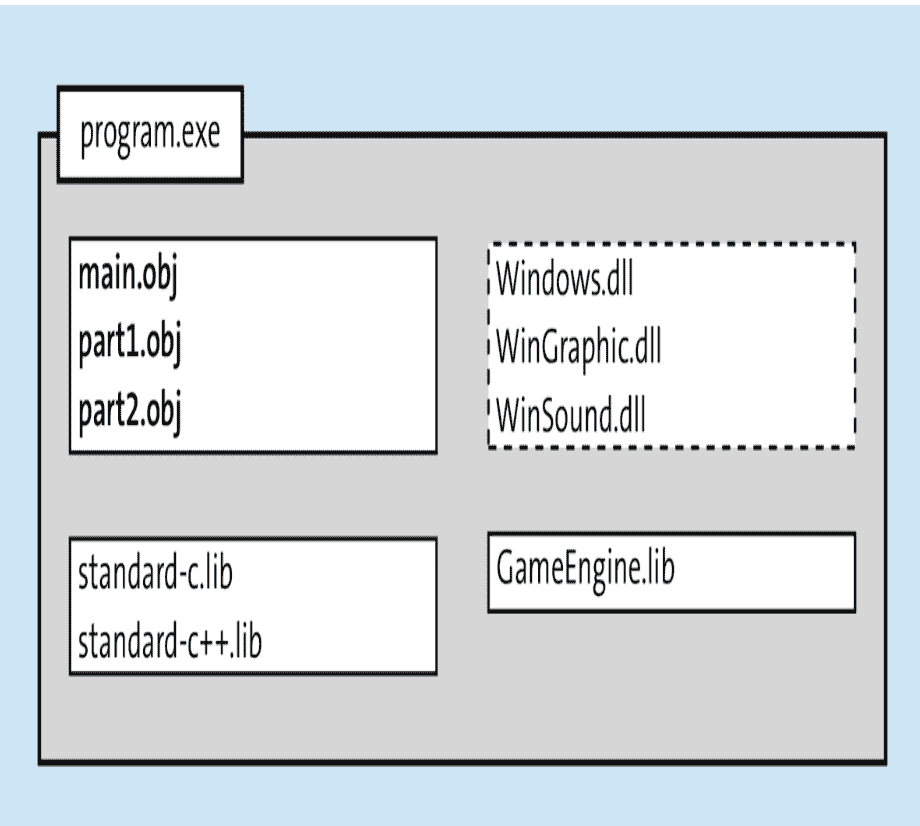 program.exe
main.obj
part1.obj
part2.obj
Windows.dll
WinGraphic.dll
WinSound.dll
standard-c.lib
standard-c++.lib
GameEngine.lib